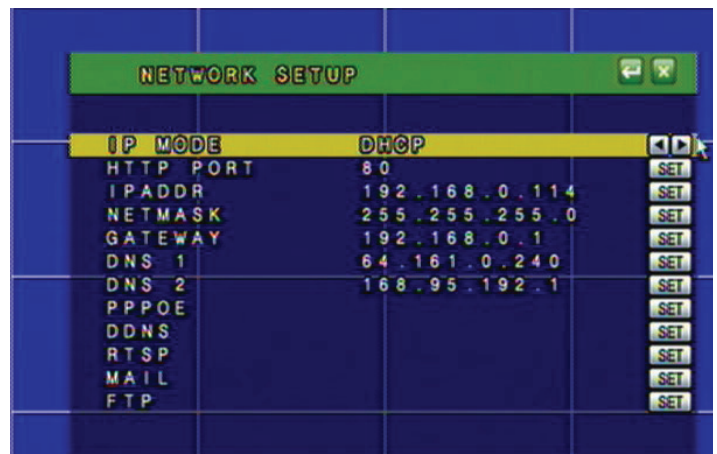 NETWORK SETUP
IP MODE DHCP
HTTP PORT 80 SET
IPADDR 192.168.0.114 SET
NETMASK 255.255.255.0 SET
GATEWAY 192.168.0.1 SET
DNS 1 64.161.0.240 SET
DNS 2 168.95.192.1 SET
PPPOE SET
DDNS SET
RTSP SET
MAIL SET
FTP SET